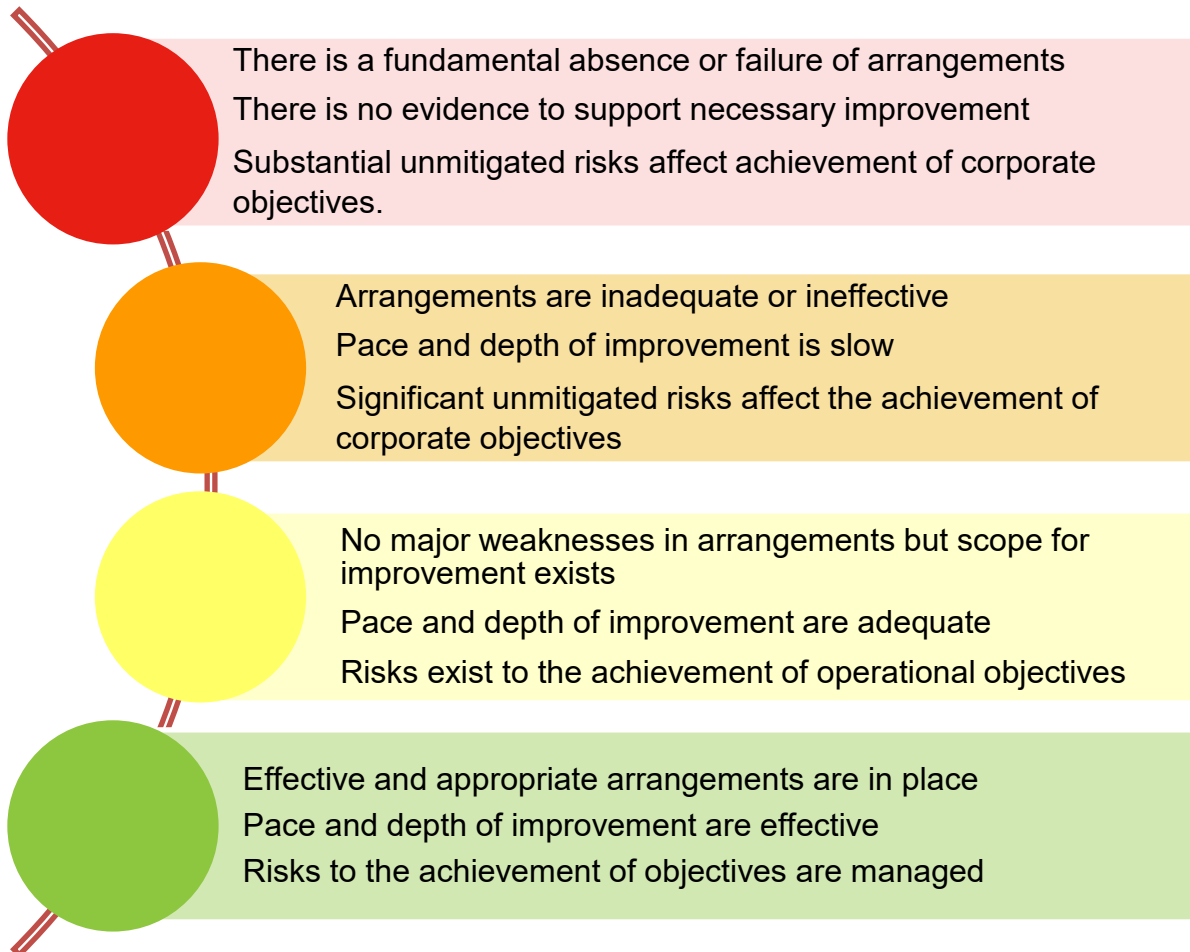 There is a fundamental absence or failure of arrangements
There is no evidence to support necessary improvement
Substantial unmitigated risks affect achievement of corporate
objectives.
Arrangements are inadequate or ineffective
Pace and depth of improvement is slow
Significant unmitigated risks affect the achievement of
corporate objectives
No major weaknesses in arrangements but scope for
improvement exists
Pace and depth of improvement are adequate
Risks exist to the achievement of operational objectives
Effective and appropriate arrangements are in place
Pace and depth of improvement are effective
Risks to the achievement of objectives are managed